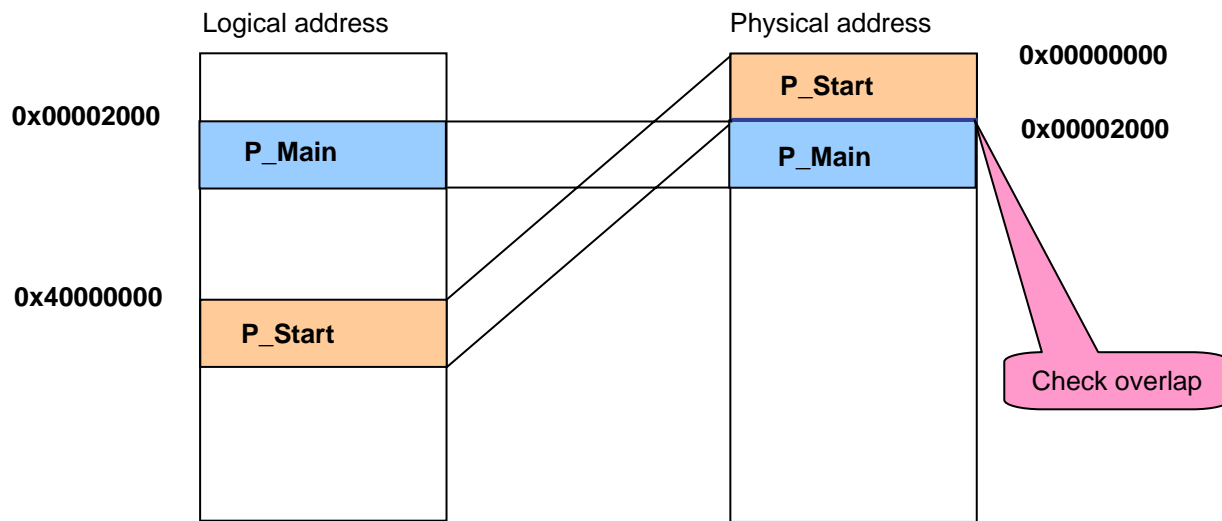 Logical address
Physical address
0x00000000
P_Start
0x00002000
0x00002000
P_Main
P_Main
0x40000000
P_Start
Check overlap